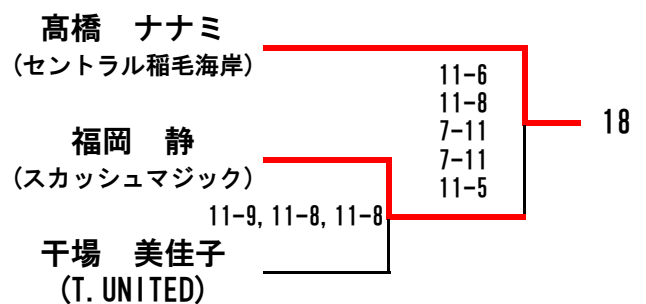 髙橋　ナナミ
(セントラル稲毛海岸)
11-6
11-8
7-11
7-11
11-5
18
福岡　静
(スカッシュマジック)
11-9, 11-8, 11-8
干場　美佳子
(T. UNITED)